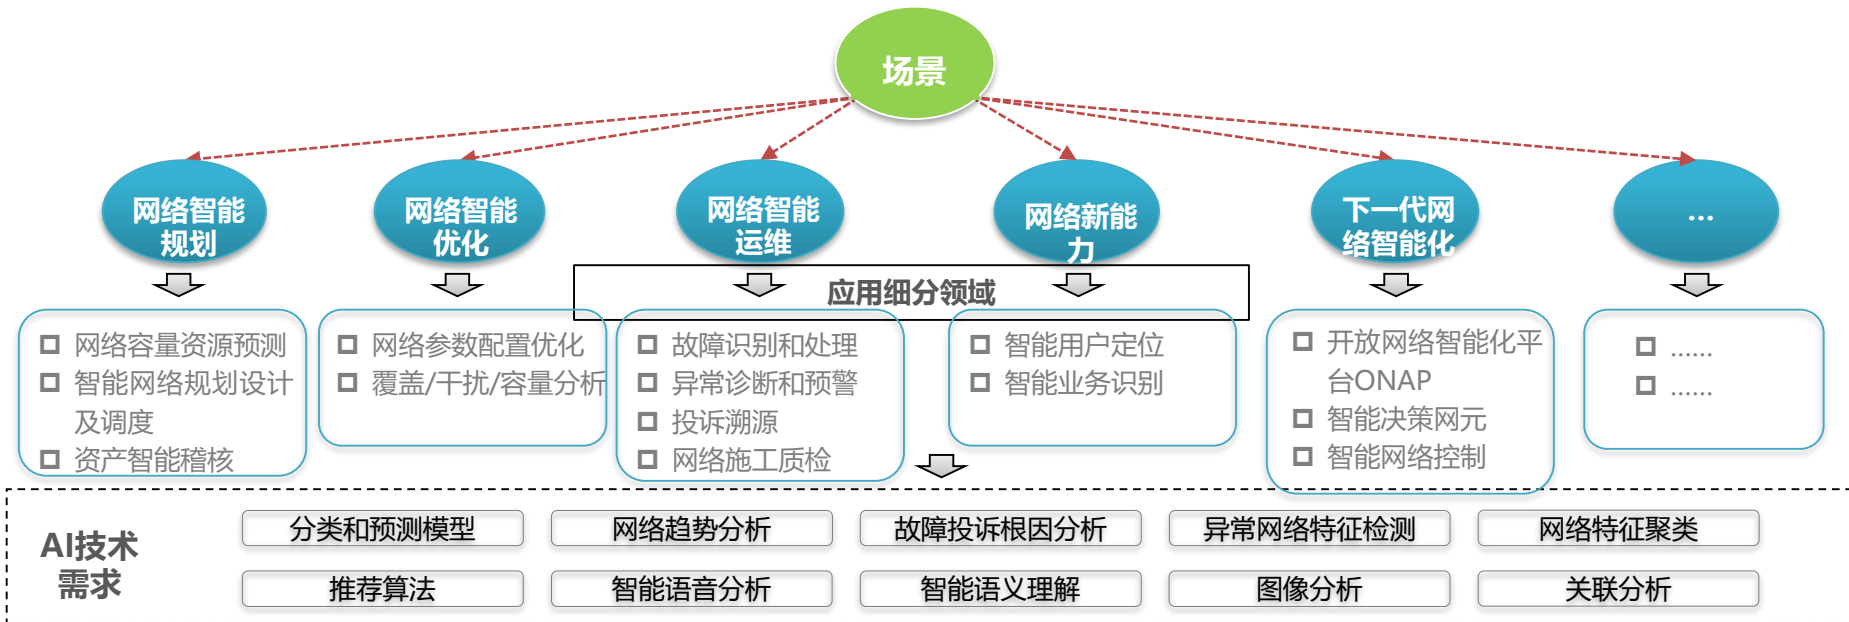 场景
网络智能
规划
网络智能
优化
网络智能
运维
网络新能
力
下一代网
络智能化
...
应用细分领域
网络容量资源预测
智能网络规划设计
及调度
资产智能稽核
网络参数配置优化
覆盖/干扰/容量分析
故障识别和处理
异常诊断和预警
投诉溯源
网络施工质检
智能用户定位
智能业务识别
开放网络智能化平
台ONAP
智能决策网元
智能网络控制
......
......
AI技术
需求
分类和预测模型
网络趋势分析
故障投诉根因分析
异常网络特征检测
网络特征聚类
推荐算法
智能语音分析
智能语义理解
图像分析
关联分析